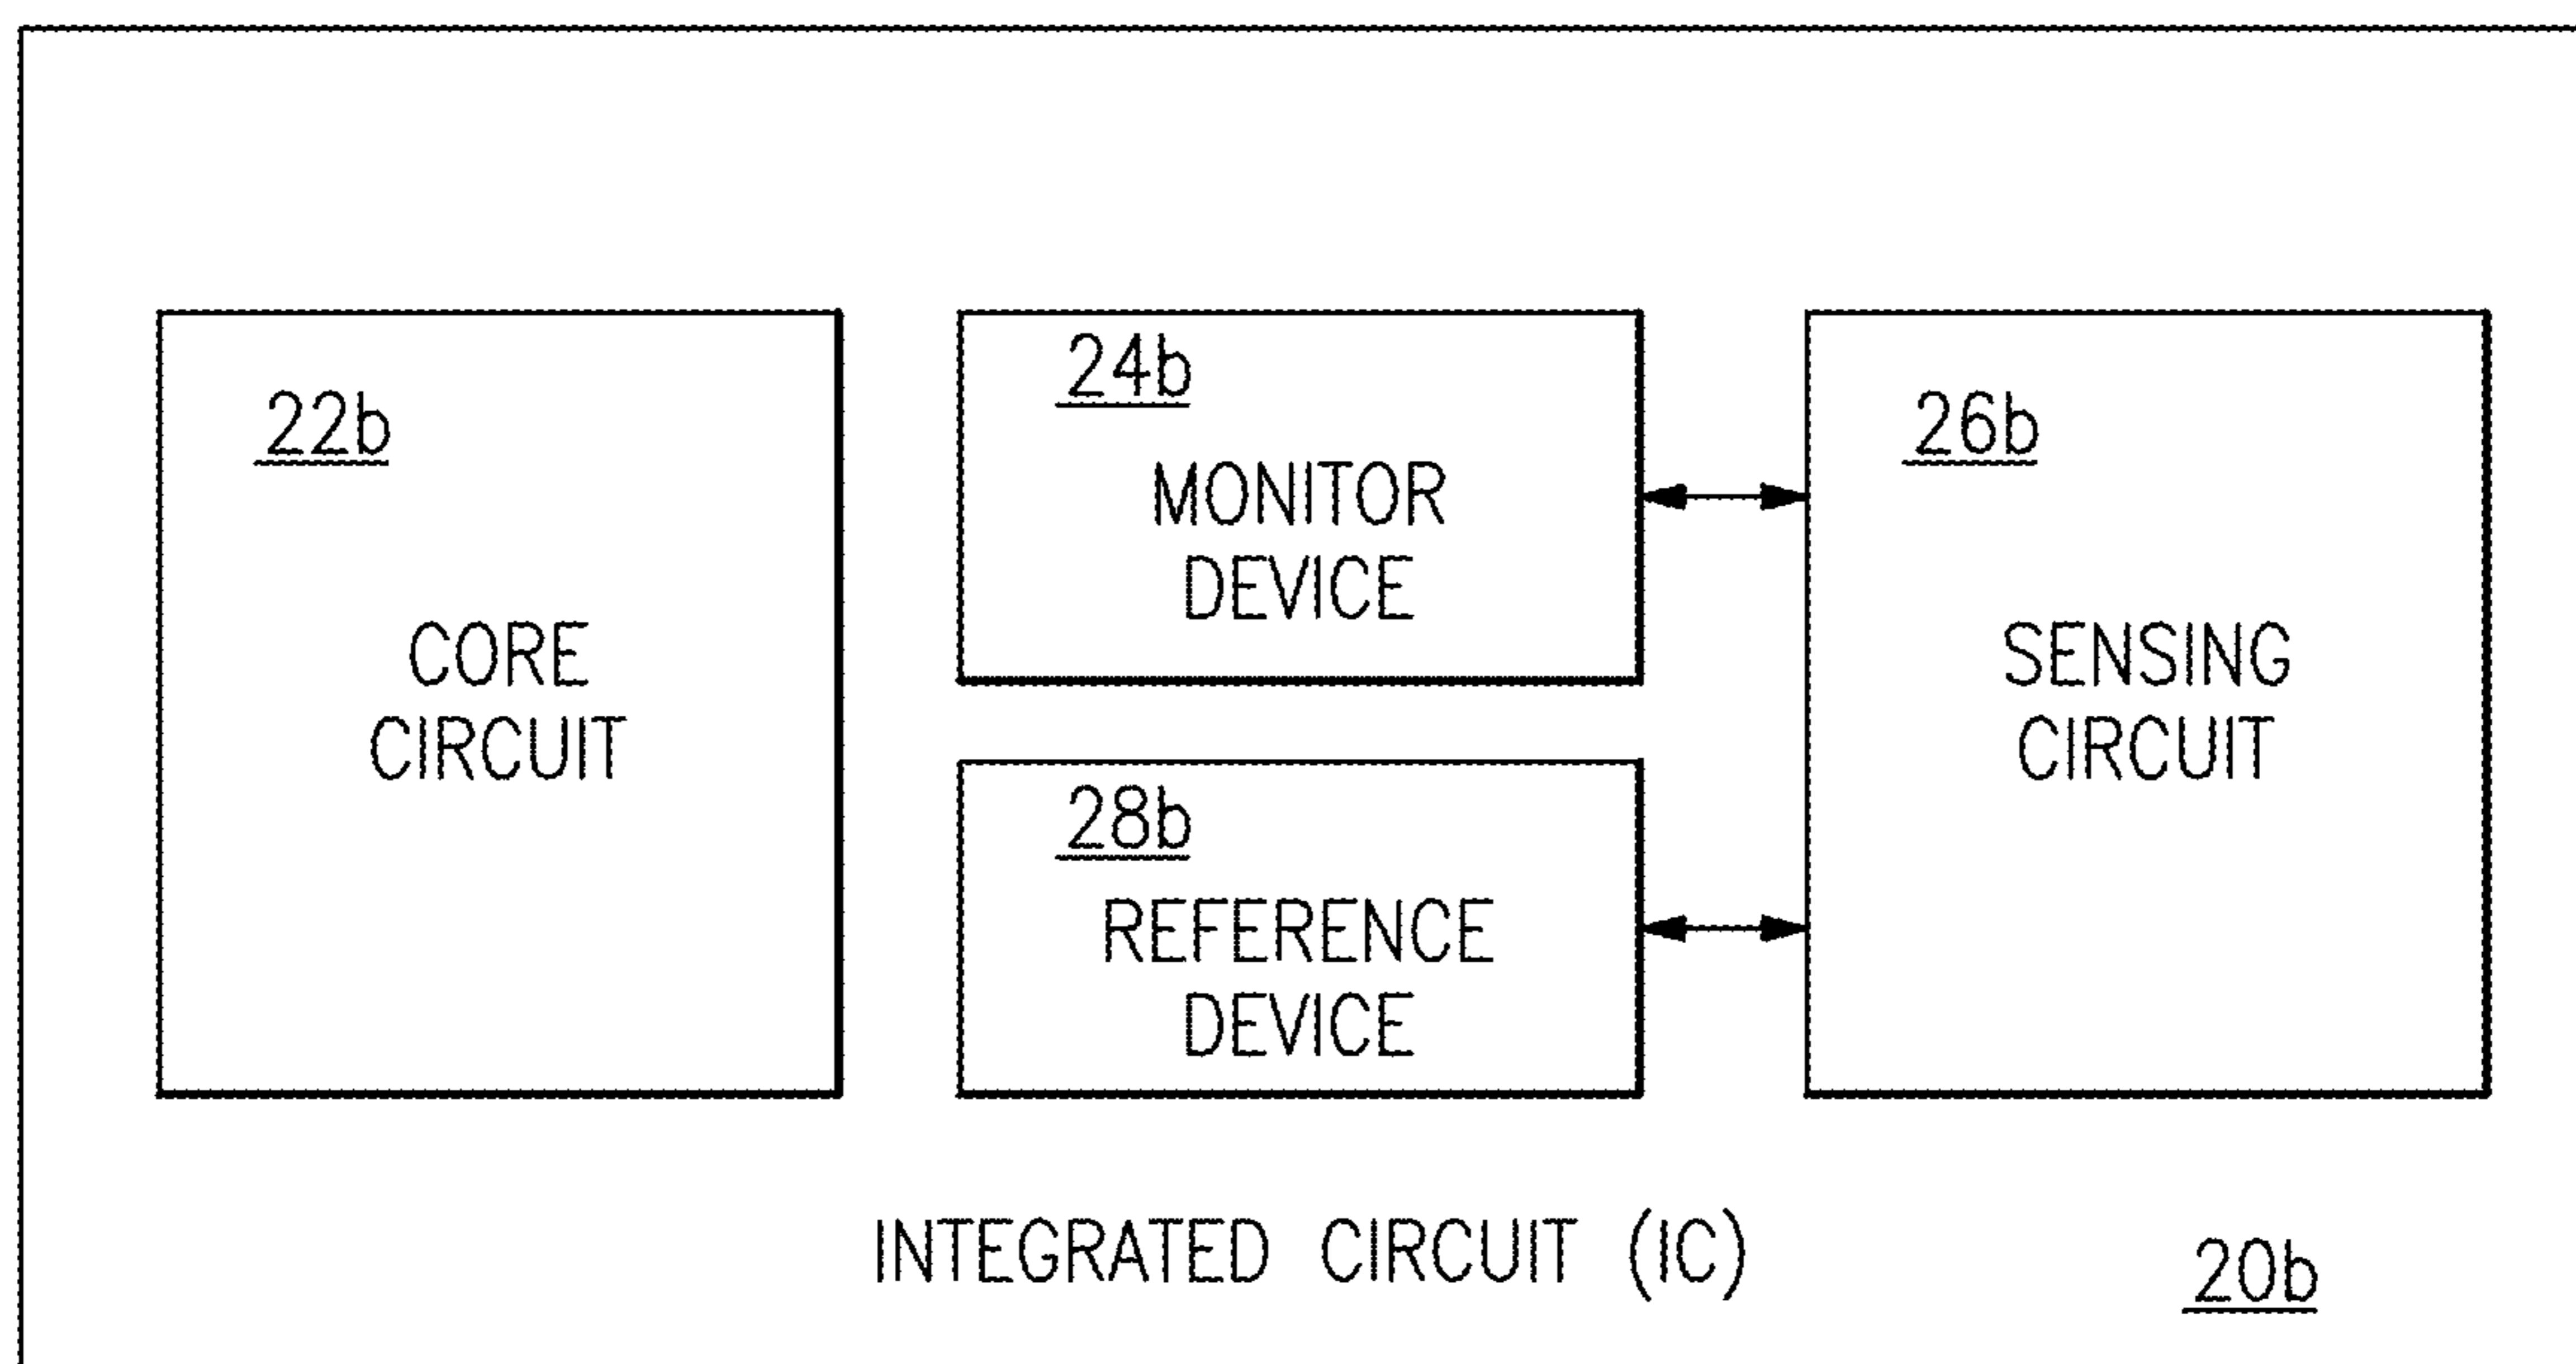 22b
CORE
CIRCUIT
24b
MONITOR
DEVICE
28b
REFERENCE
DEVICE
26b
SENSING
CIRCUIT
INTEGRATED CIRCUIT (IC)
20b